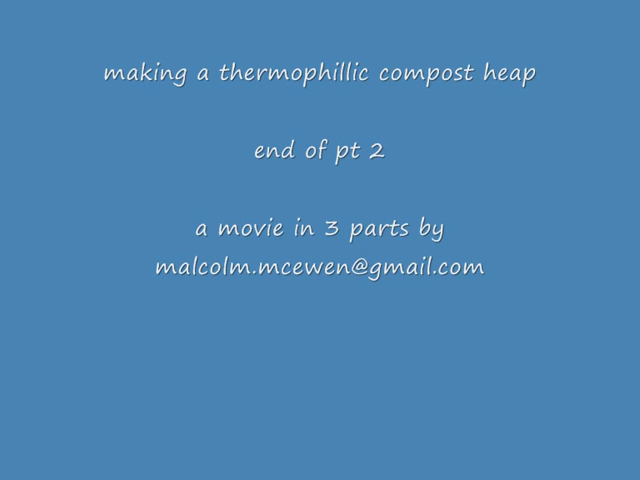 making a thermophillic compost heap
end of pt 2
a movie in 3 parts by
malcolm.mcewen@gmail.com